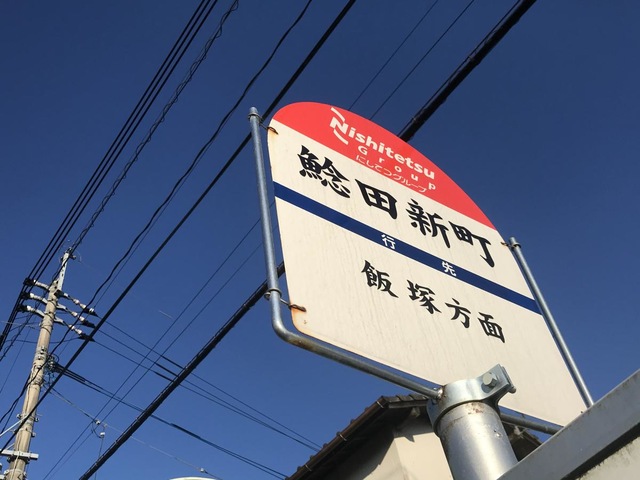 Nishitetsu
Group
にしてつグループ
鯰田新町
行先
飯塚方面